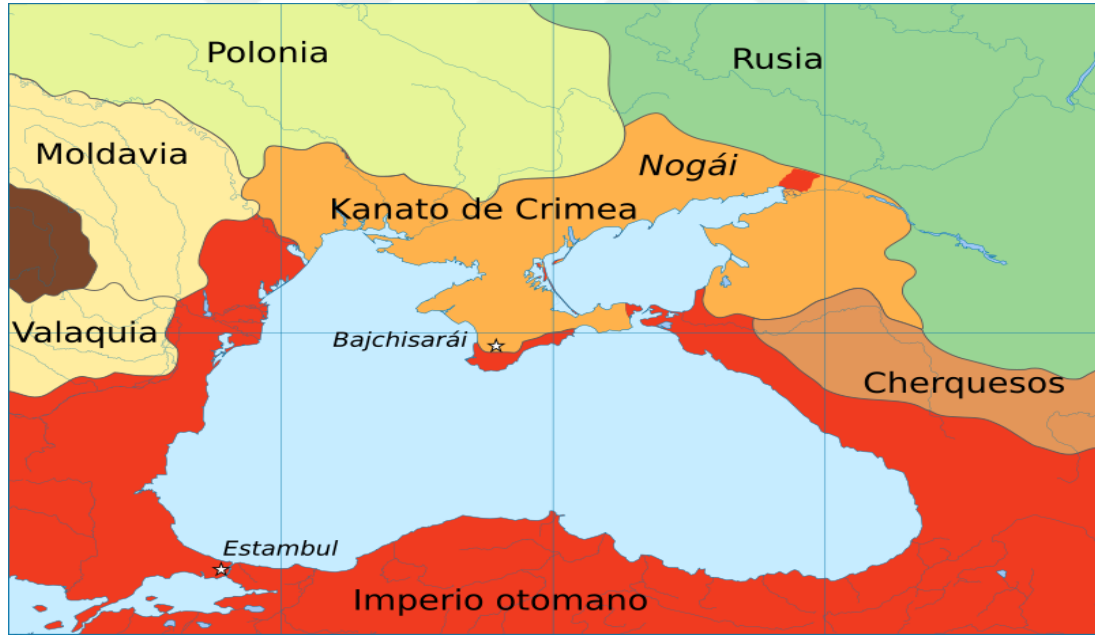 Polonia
Rusia
Moldavia
Nogái
Kanato de Crimea
Valaquia
Bajchisarái
Cherquesos
Estambul
Imperio otomano